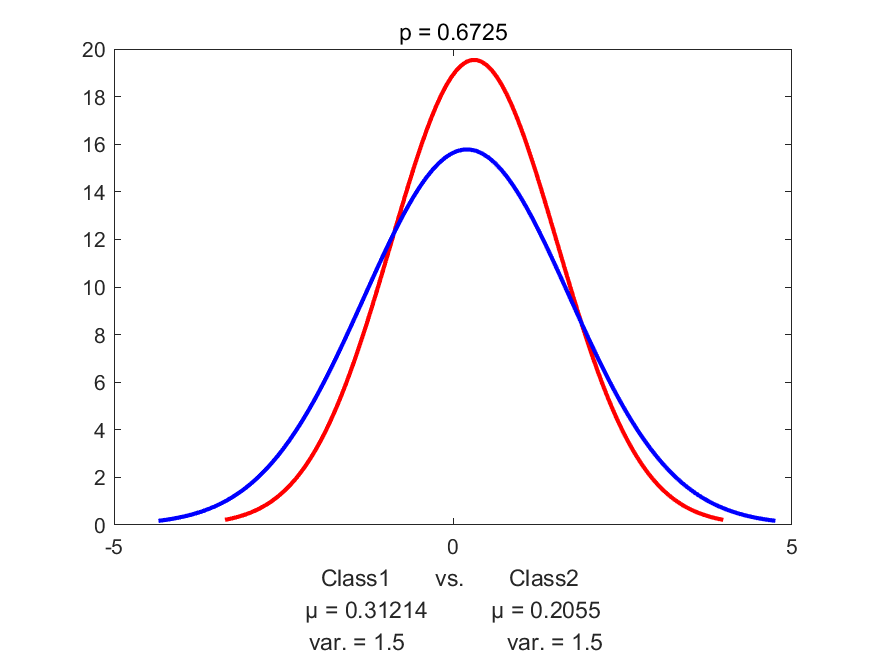 p = 0.6725
20
18
16
14
12
10
8
6
4
2
0
-5 0 5
Class1 vs. Class2
μ = 0.31214 μ = 0.2055
var. = 1.5 var. = 1.5